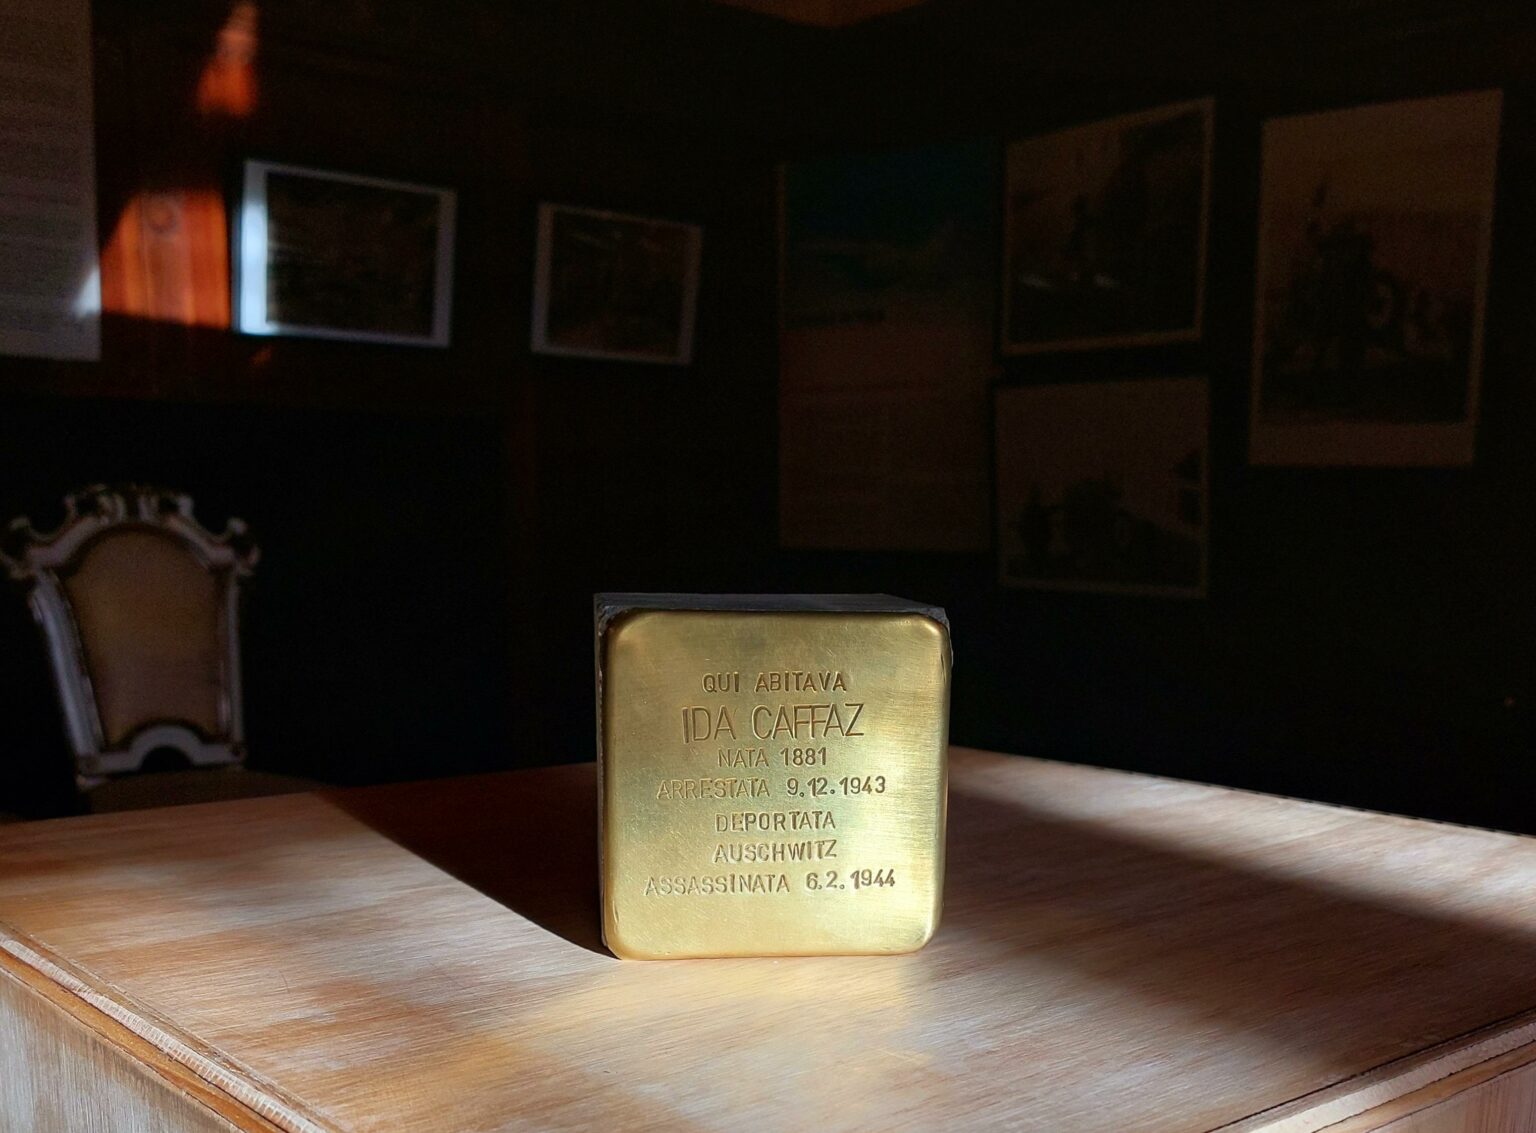 QUI ABITAVA
IDA CAFFAZ
NATA 1881
ARRESTATA 9.12.1943
DEPORTATA
AUSCHWITZ
ASSASSINATA 6.2.1944